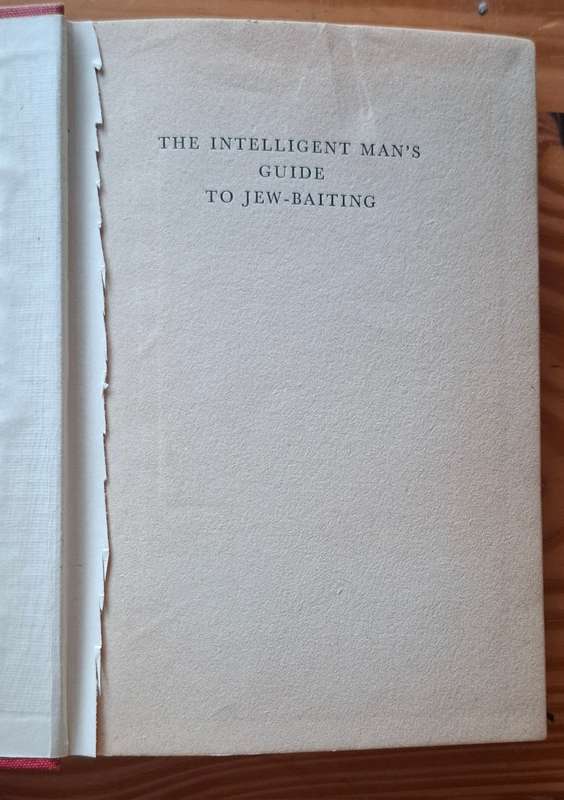 THE INTELLIGENT MAN'S
GUIDE
TO JEW-BAITING